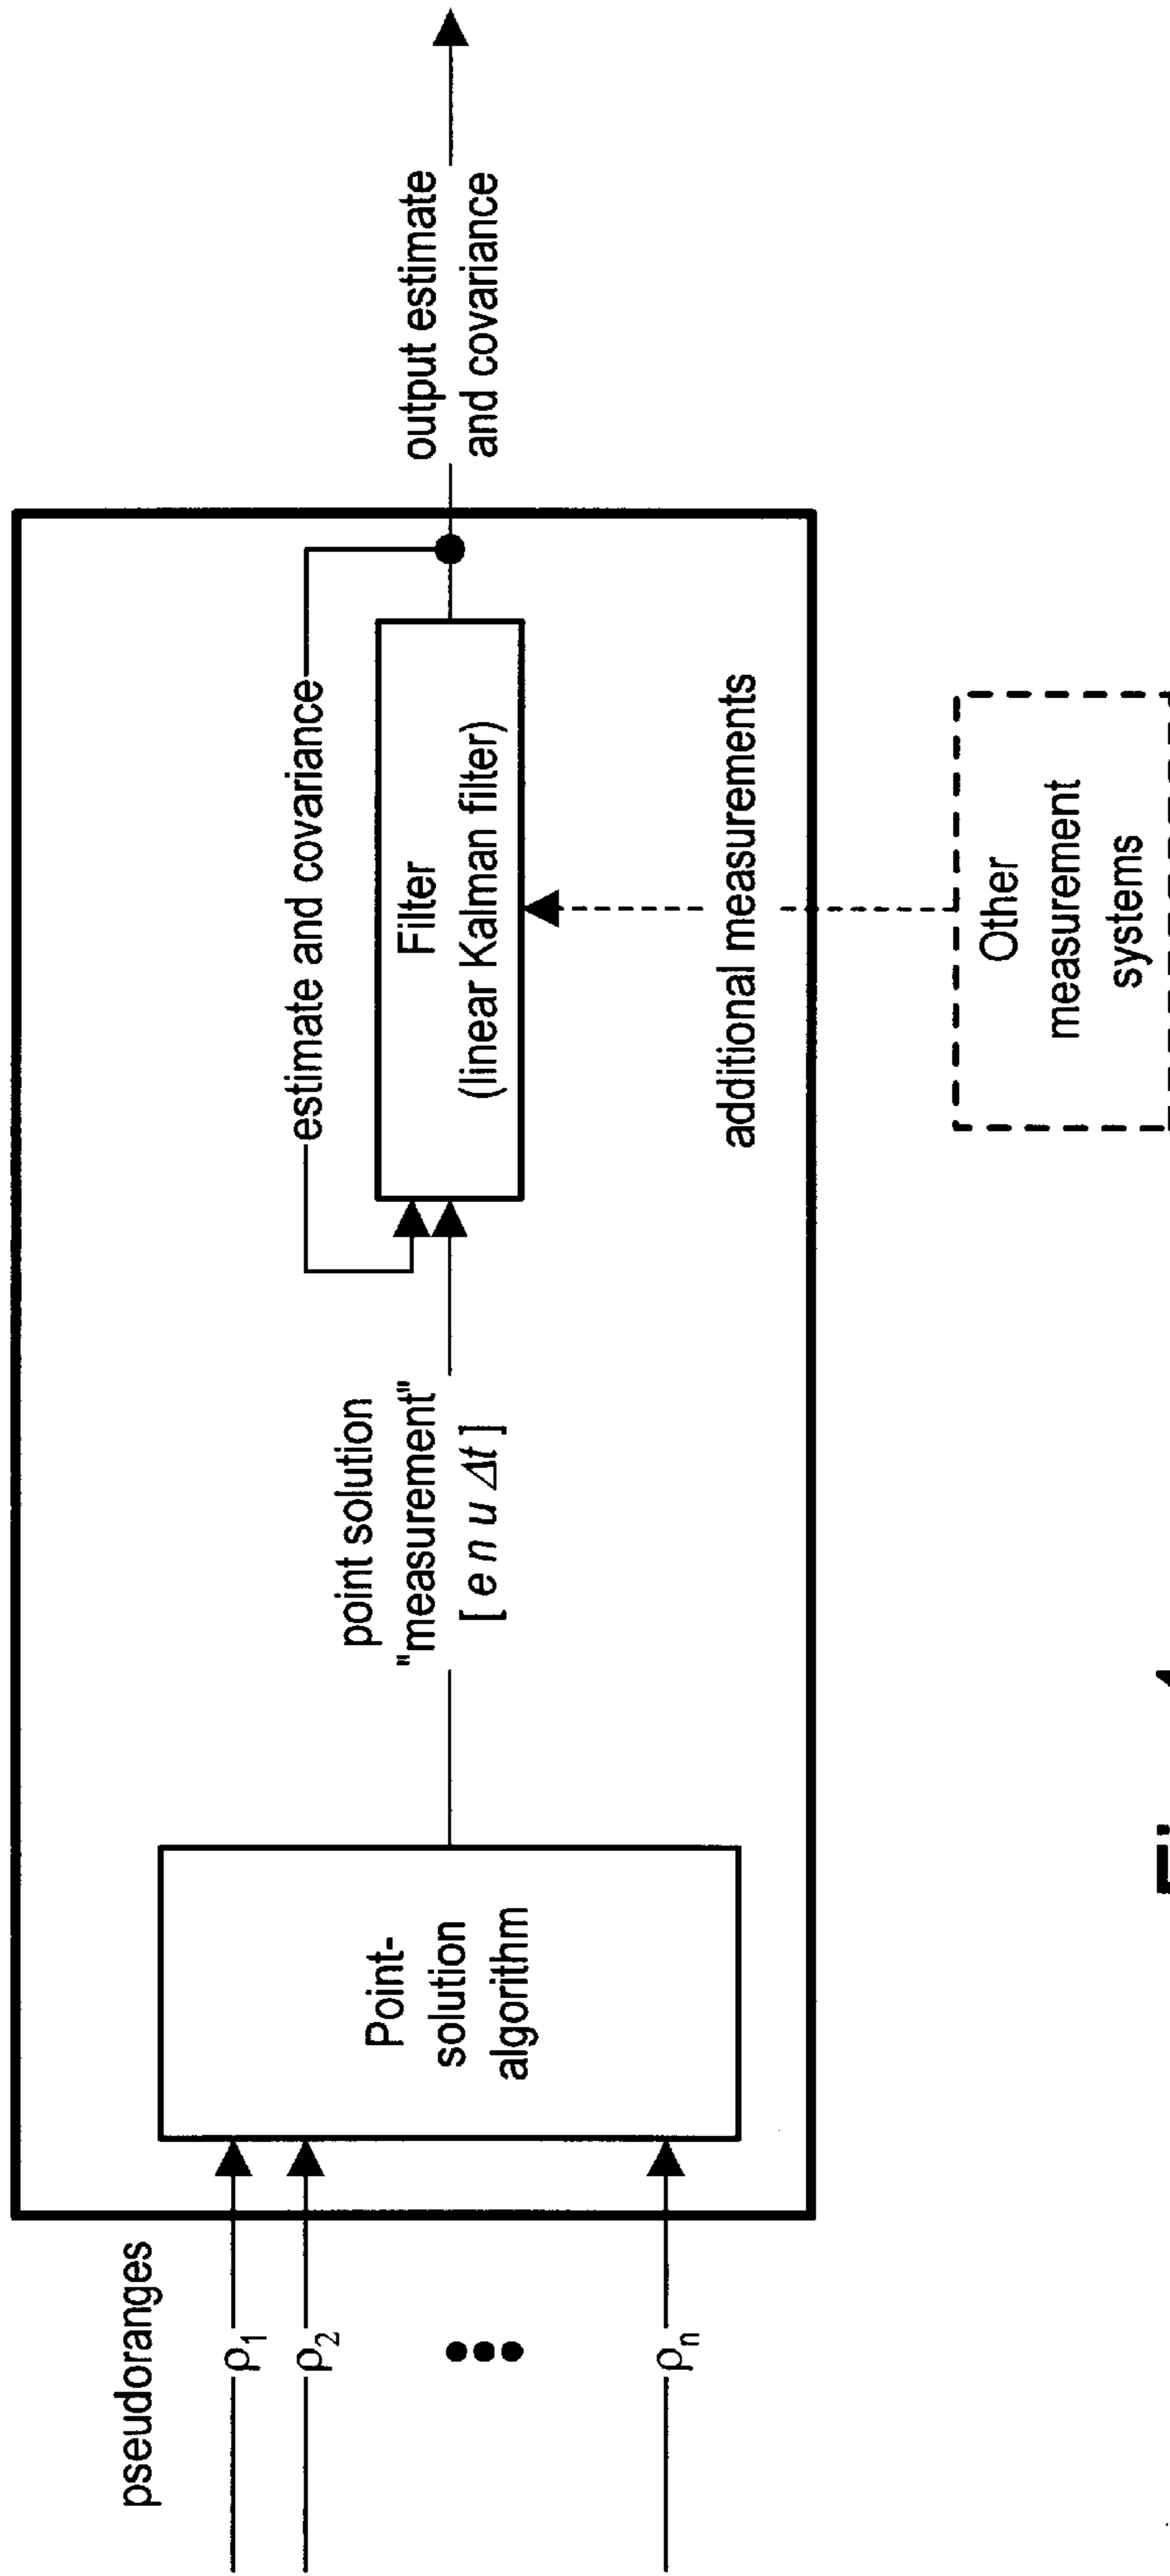 pseudoranges
ρ1
ρ2
ρn
Point-
solution
algorithm
point solution
"measurement"
[ e n u Δt ]
estimate and covariance
Filter
(linear Kalman filter)
additional measurements
Other
measurement
systems
output estimate
and covariance